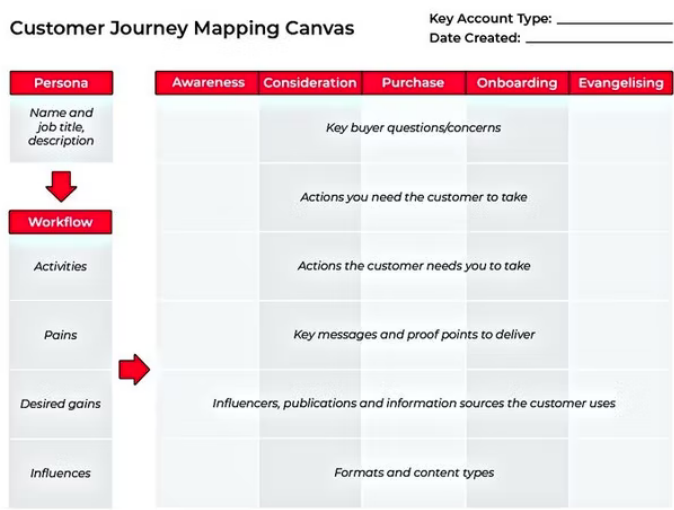 Customer Journey Mapping Canvas
Key Account Type:
Date Created:
Persona
Name and
job title,
description
Workflow
Activities
Pains
Desired gains
Influences
Awareness Consideration Purchase Onboarding Evangelising
Key buyer questions/concerns
Actions you need the customer to take
Actions the customer needs you to take
Key messages and proof points to deliver
Influencers, publications and information sources the customer uses
Formats and content types